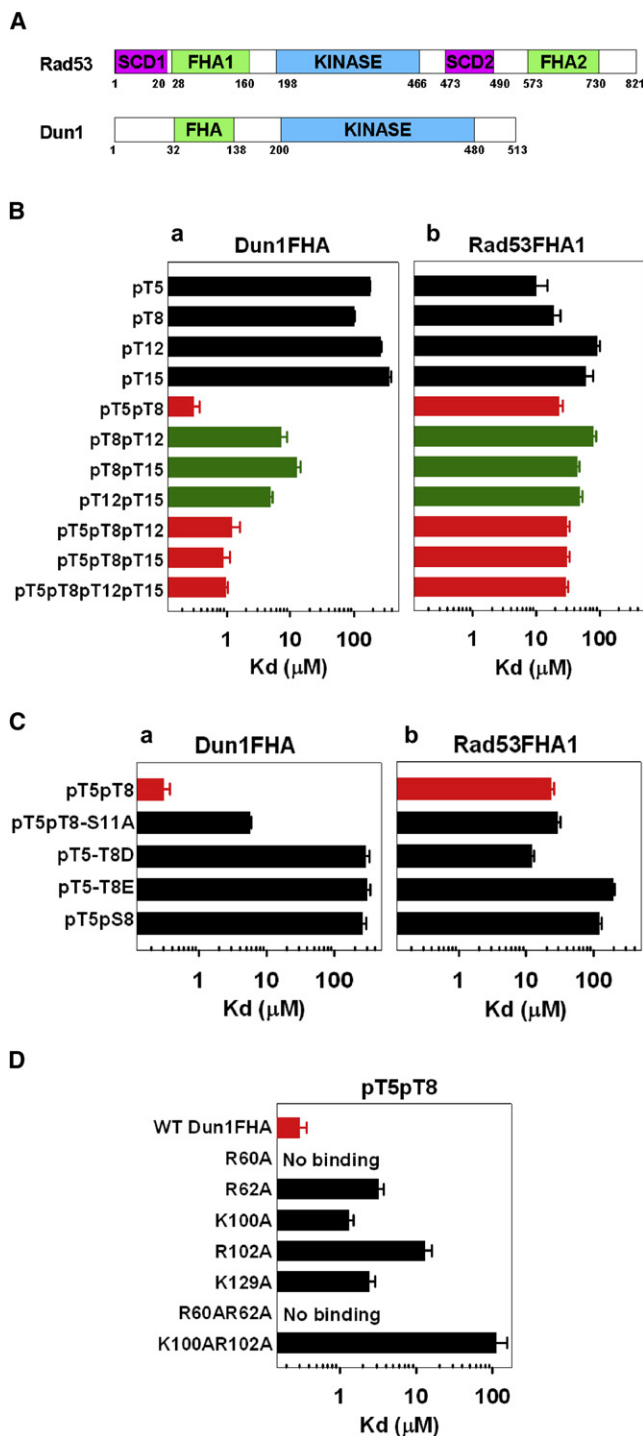 A
Rad53 SCD1 FHA1 KINASE SCD2 FHA2
1 20 28 160 198 466 473 490 573 730 821
Dun1 FHA KINASE
1 32 138 200 480 513
B
a b
Dun1FHA Rad53FHA1
pT5
pT8
pT12
pT15
pT5pT8
pT8pT12
pT8pT15
pT12pT15
pT5pT8pT12
pT5pT8pT15
pT5pT8pT12pT15
1 10 100 1 10 100
Kd (μM) Kd (μM)
C
a b
Dun1FHA Rad53FHA1
pT5pT8
pT5pT8-S11A
pT5-T8D
pT5-T8E
pT5pS8
1 10 100 1 10 100
Kd (μM) Kd (μM)
D
pT5pT8
WT Dun1FHA
R60A No binding
R62A
K100A
R102A
K129A
R60AR62A No binding
K100AR102A
1 10 100
Kd (μM)